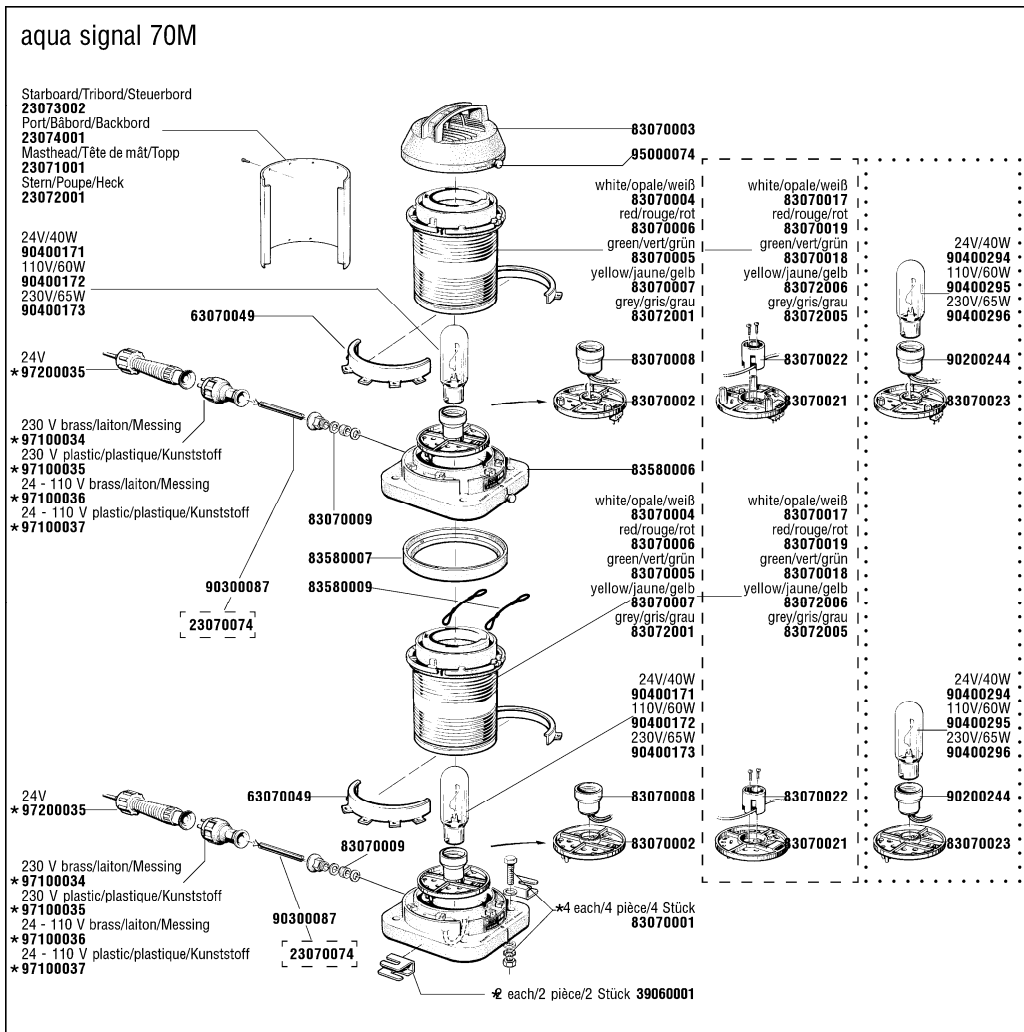 aqua signal 70M
Starboard/Tribord/Steuerbord
23073002
Port/Bâbord/Backbord
23074001
Masthead/Tête de mât/Topp
23071001
Stern/Poupe/Heck
23072001
24V/40W
90400171
110V/60W
90400172
230V/65W
90400173
63070049
24V
*97200035
230 V brass/laiton/Messing
*97100034
230 V plastic/plastique/Kunststoff
*97100035
24 - 110 V brass/laiton/Messing
*97100036
24 - 110 V plastic/plastique/Kunststoff
*97100037
90300087
23070074
83070009
83580007
83580009
83070003
95000074
white/opale/weiß
83070004
red/rouge/rot
83070006
green/vert/grün
83070005
yellow/jaune/gelb
83070007
grey/gris/grau
83072001
83070008
83070002
83580006
white/opale/weiß
83070017
red/rouge/rot
83070019
green/vert/grün
83070018
yellow/jaune/gelb
83072006
grey/gris/grau
83072005
83070022
83070021
24V/40W
90400294
110V/60W
90400295
230V/65W
90400296
90200244
83070023
white/opale/weiß
83070004
red/rouge/rot
83070006
green/vert/grün
83070005
yellow/jaune/gelb
83070007
grey/gris/grau
83072001
white/opale/weiß
83070017
red/rouge/rot
83070019
green/vert/grün
83070018
yellow/jaune/gelb
83072006
grey/gris/grau
83072005
24V/40W
90400171
110V/60W
90400172
230V/65W
90400173
24V/40W
90400294
110V/60W
90400295
230V/65W
90400296
24V
*97200035
63070049
83070009
83070008
83070002
83070022
83070021
90200244
83070023
230 V brass/laiton/Messing
*97100034
230 V plastic/plastique/Kunststoff
*97100035
24 - 110 V brass/laiton/Messing
*97100036
24 - 110 V plastic/plastique/Kunststoff
*97100037
90300087
23070074
*4 each/4 pièce/4 Stück
83070001
*2 each/2 pièce/2 Stück 39060001